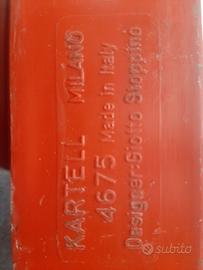 KARTELL MILANO
4675 Made in Italy
Designer: Giotto Stoppino
subito